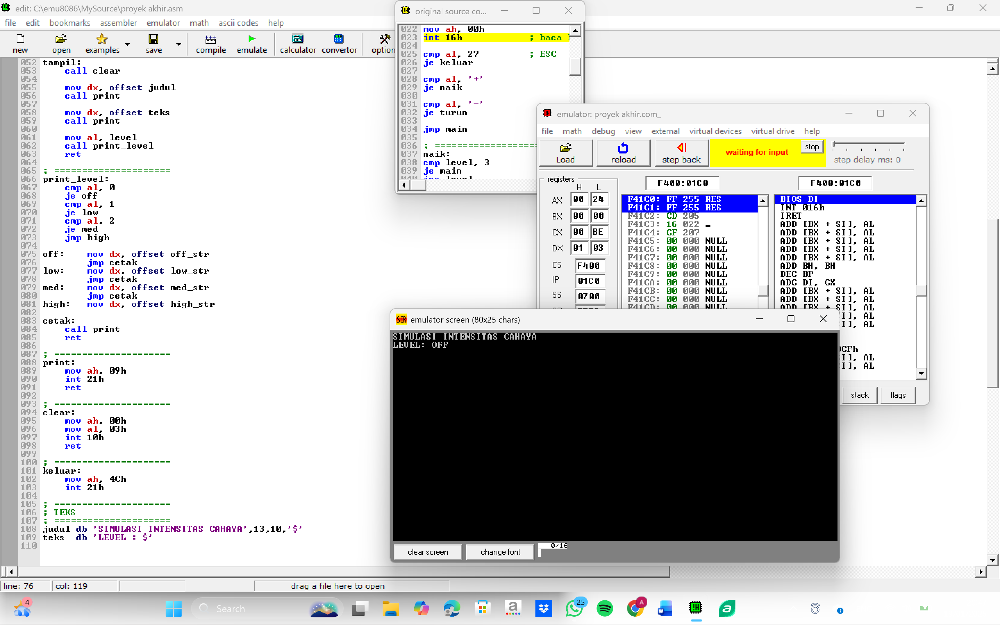 edit: C:\emu8086\MySource\proyek akhir.asm
file edit bookmarks assembler emulator math ascii codes help
new open examples save compile emulate calculator convertor option
052 tampil:
053 call clear
054
055 mov dx, offset judul
056 call print
057
058 mov dx, offset teks
059 call print
060
061 mov al, level
062 call print_level
063 ret
064
065 ; =====================
066 print_level:
067 cmp al, 0
068 je off
069 cmp al, 1
070 je low
071 cmp al, 2
072 je med
073 jmp high
074
075 off: mov dx, offset off_str
076 jmp cetak
077 low: mov dx, offset low_str
078 jmp cetak
079 med: mov dx, offset med_str
080 jmp cetak
081 high: mov dx, offset high_str
082
083 cetak:
084 call print
085 ret
086
087 ; =====================
088 print:
089 mov ah, 09h
090 int 21h
091 ret
092
093 ; =====================
094 clear:
095 mov ah, 00h
096 mov al, 03h
097 int 10h
098 ret
099
100 ; =====================
101 keluar:
102 mov ah, 4Ch
103 int 21h
104
105 ; =====================
106 ; TEKS
107 ; =====================
108 judul db 'SIMULASI INTENSITAS CAHAYA',13,10,'$'
109 teks db 'LEVEL : $'
110
line: 76 col: 119 drag a file here to open
original source co...
022 mov ah, 00h
023 int 16h ; baca
024
025 cmp al, 27 ; ESC
026 je keluar
027
028 cmp al, '+'
029 je naik
030
031 cmp al, '-'
032 je turun
033
034 jmp main
035
036 ; ==================
037 naik:
038 cmp level, 3
039 je main
040 inc level
emulator: proyek akhir.com_
file math debug view external virtual devices virtual drive help
Load reload step back waiting for input stop step delay ms: 0
registers
H L
AX 00 24
BX 00 00
CX 00 BE
DX 01 03
CS F400
IP 01C0
SS 0700
F400:01C0
F41C0: FF 255 RES
F41C1: FF 255 RES
F41C2: CD 205
F41C3: 16 022 ▬
F41C4: CF 207
F41C5: 00 000 NULL
F41C6: 00 000 NULL
F41C7: 00 000 NULL
F41C8: 00 000 NULL
F41C9: 00 000 NULL
F41CA: 00 000 NULL
F41CB: 00 000 NULL
F41CC: 00 000 NULL
F41CD: 00 000 NULL
F400:01C0
BIOS DI
INT 016h
IRET
ADD [BX + SI], AL
ADD [BX + SI], AL
ADD [BX + SI], AL
ADD [BX + SI], AL
ADD [BX + SI], AL
ADD BH, BH
DEC BP
ADC DI, CX
ADD [BX + SI], AL
ADD [BX + SI], AL
ADD [BX + SI], AL
I], AL
I], AL
CFh
I], AL
I], AL
stack flags
emulator screen (80x25 chars)
SIMULASI INTENSITAS CAHAYA
LEVEL: OFF
clear screen change font 0/16
4 Search 25 A